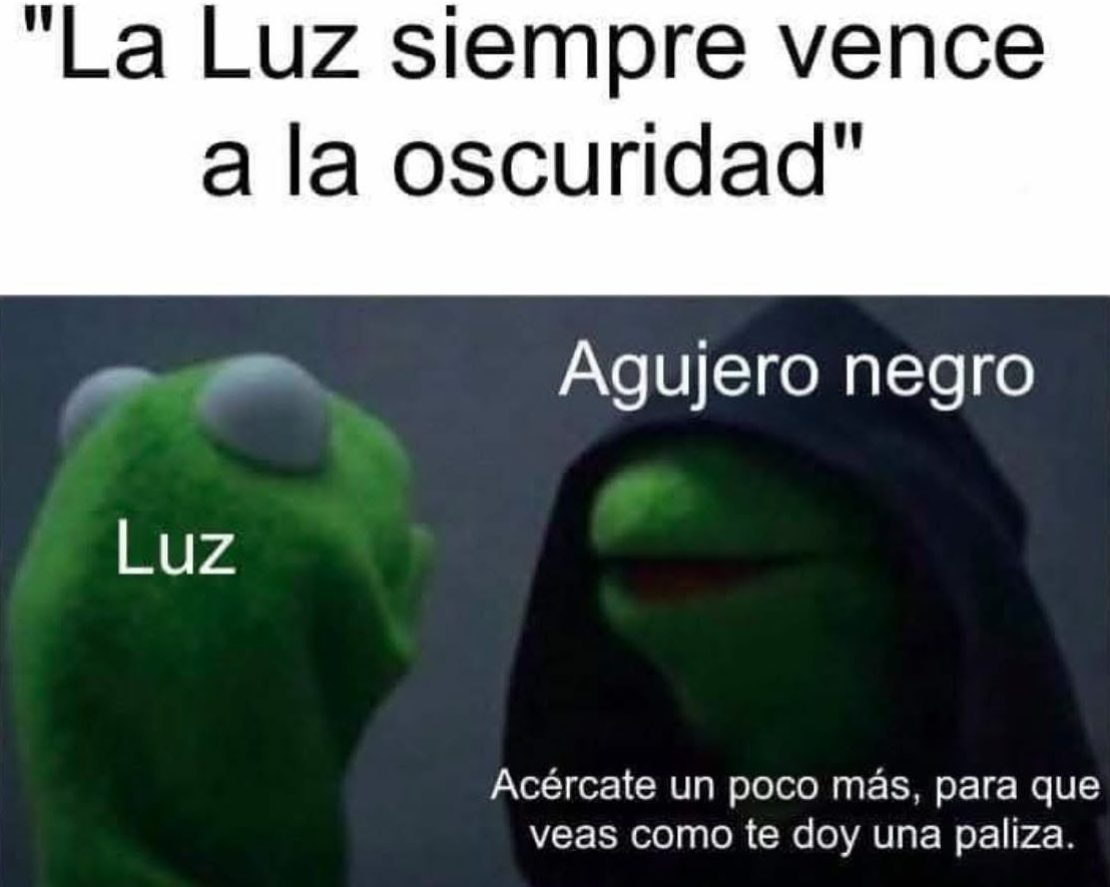 "La Luz siempre vence
a la oscuridad"
Agujero negro
Luz
Acércate un poco más, para que
veas como te doy una paliza.